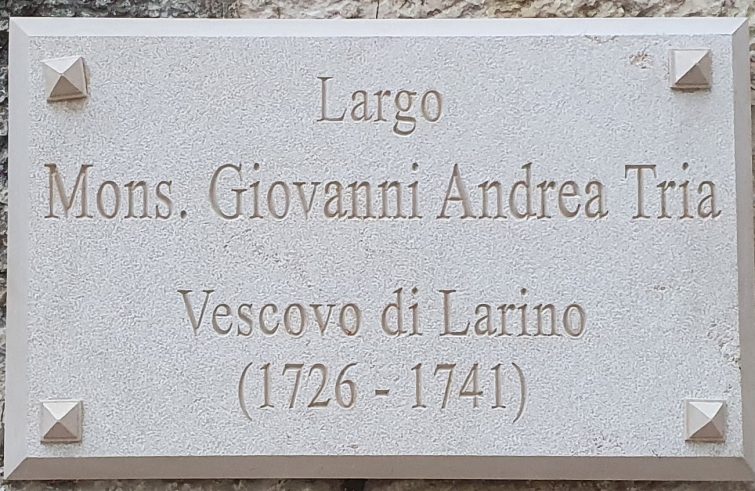 Largo
Mons. Giovanni Andrea Tria
Vescovo di Larino
(1726 - 1741)